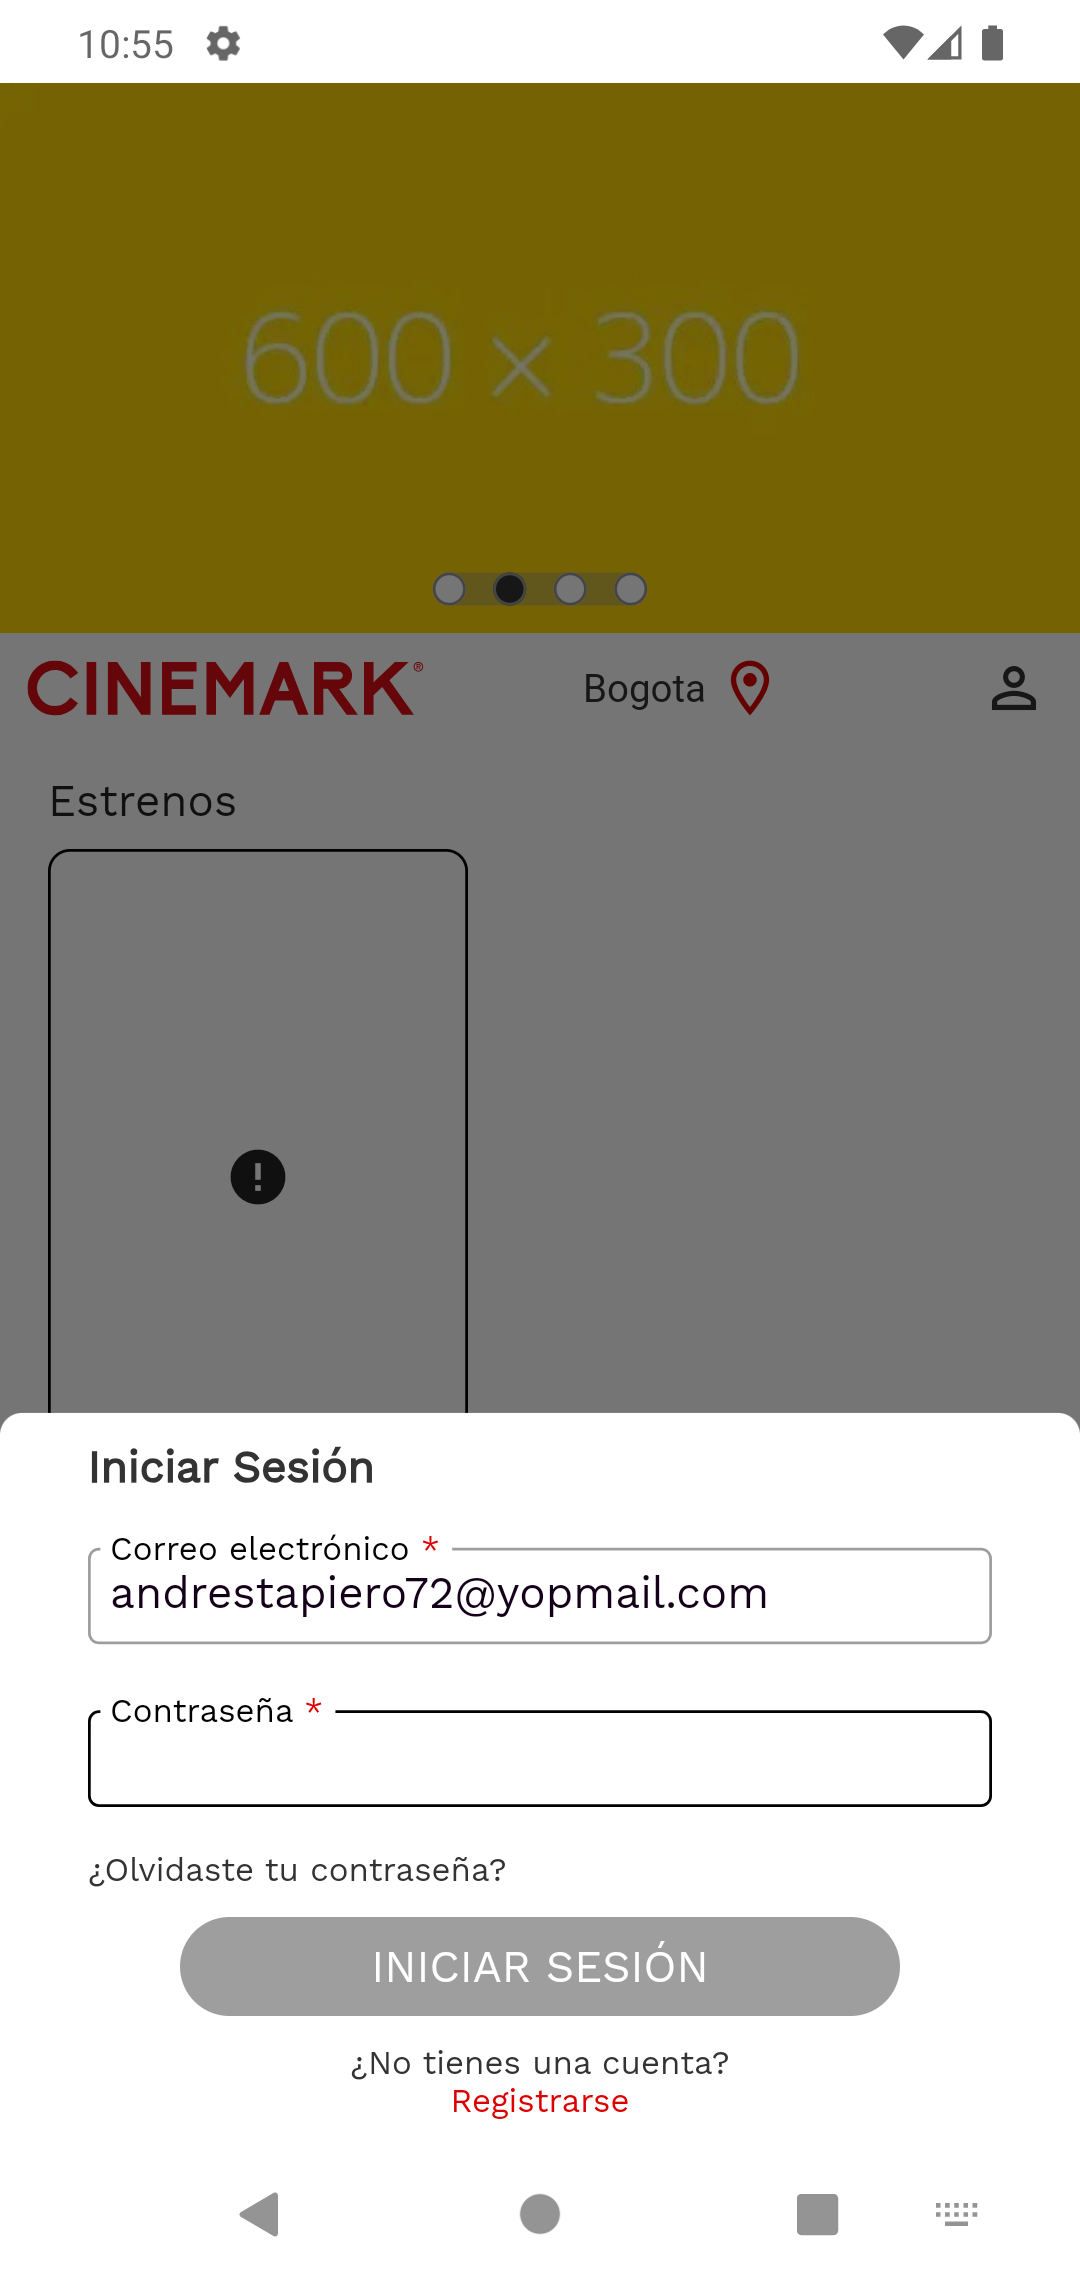 10:55
600 × 300
CINEMARK®
Bogota
Estrenos
Iniciar Sesión
Correo electrónico *
andrestapiero72@yopmail.com
Contraseña *
¿Olvidaste tu contraseña?
INICIAR SESIÓN
¿No tienes una cuenta?
Registrarse